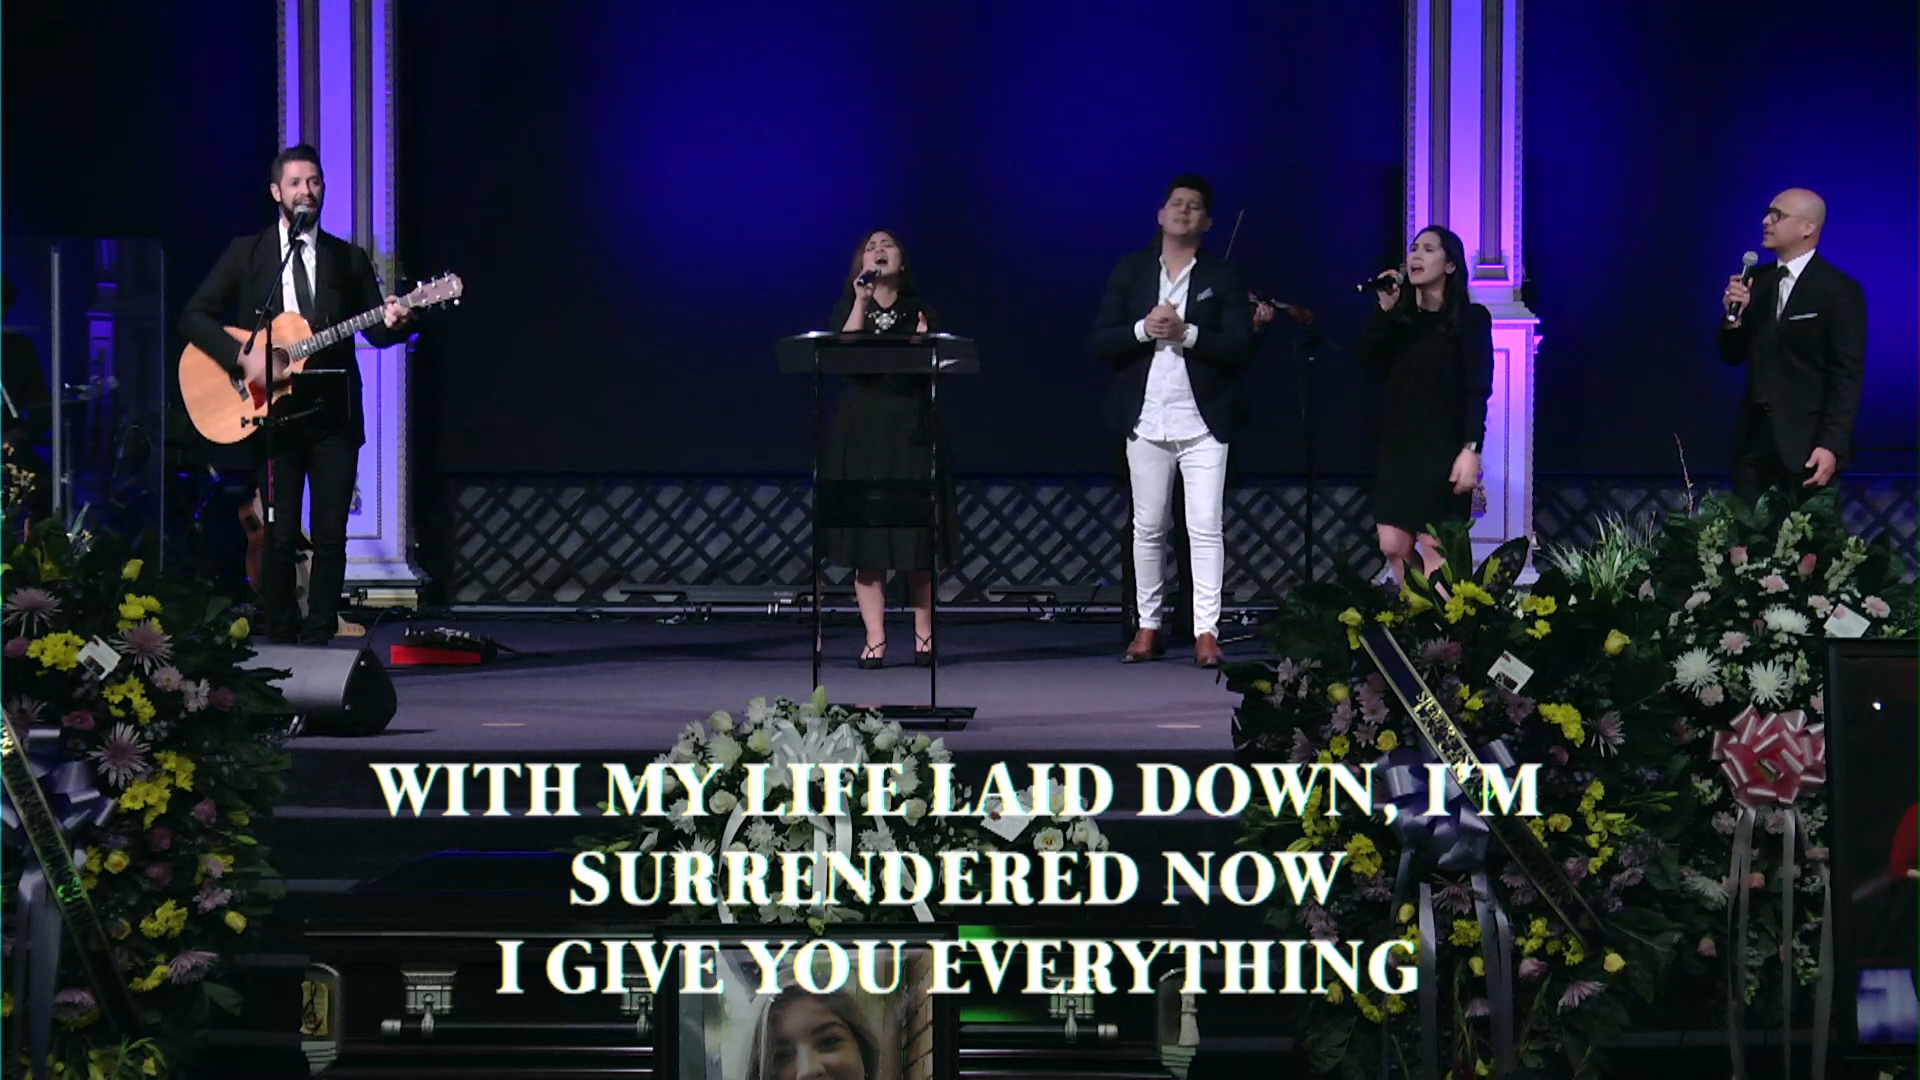 WITH MY LIFE LAID DOWN, I'M
SURRENDERED NOW
I GIVE YOU EVERYTHING